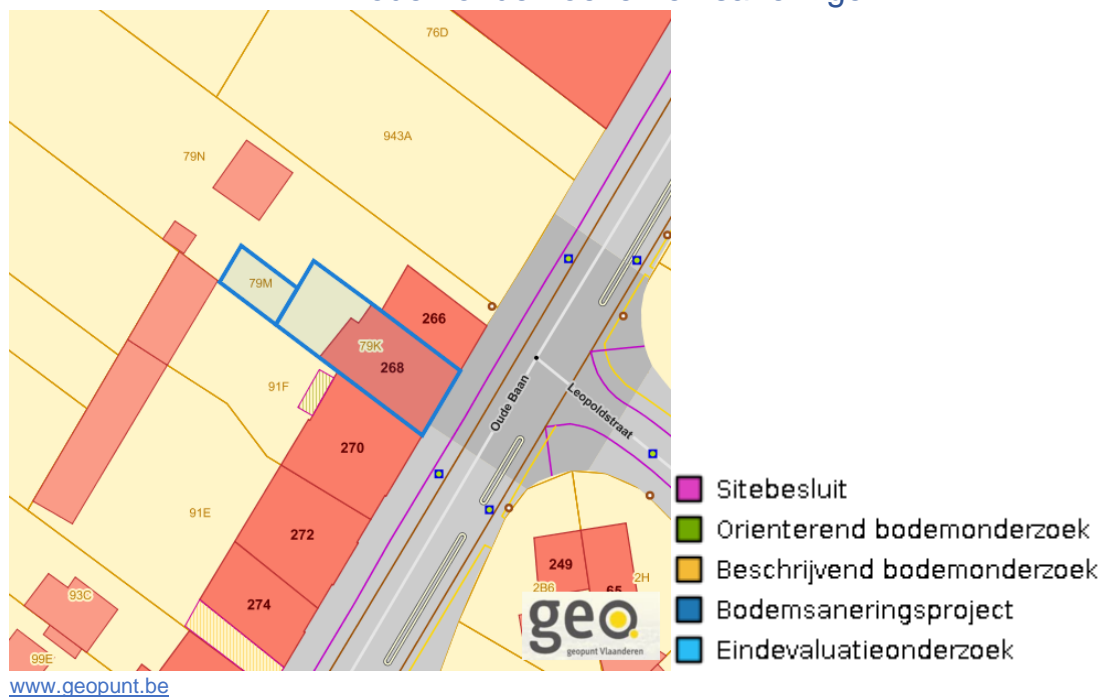 76D
943A
79N
79M
266
79K
268
91F
Oude Baan
Leopoldstraat
270
91E
272
249
2B6
65
2H
93C
274
99E
geo.
geopunt Vlaanderen
Sitebesluit
Orienterend bodemonderzoek
Beschrijvend bodemonderzoek
Bodemsaneringsproject
Eindevaluatieonderzoek
www.geopunt.be